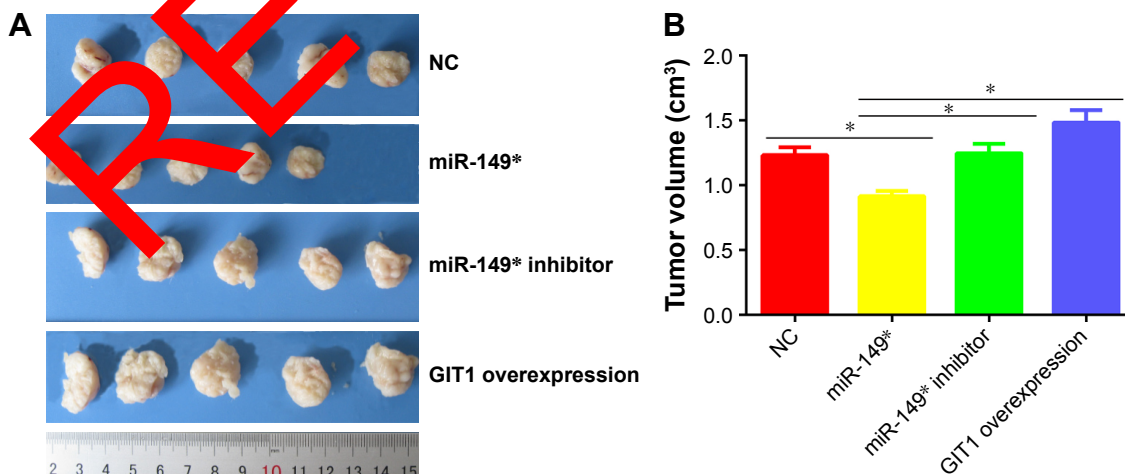 A
RE
NC
miR-149*
miR-149* inhibitor
GIT1 overexpression
mm
2 3 4 5 6 7 8 9 10 11 12 13 14 15
B
Tumor volume (cm³)
2.0
1.5
1.0
0.5
0.0
*
*
*
NC
miR-149*
miR-149* inhibitor
GIT1 overexpression